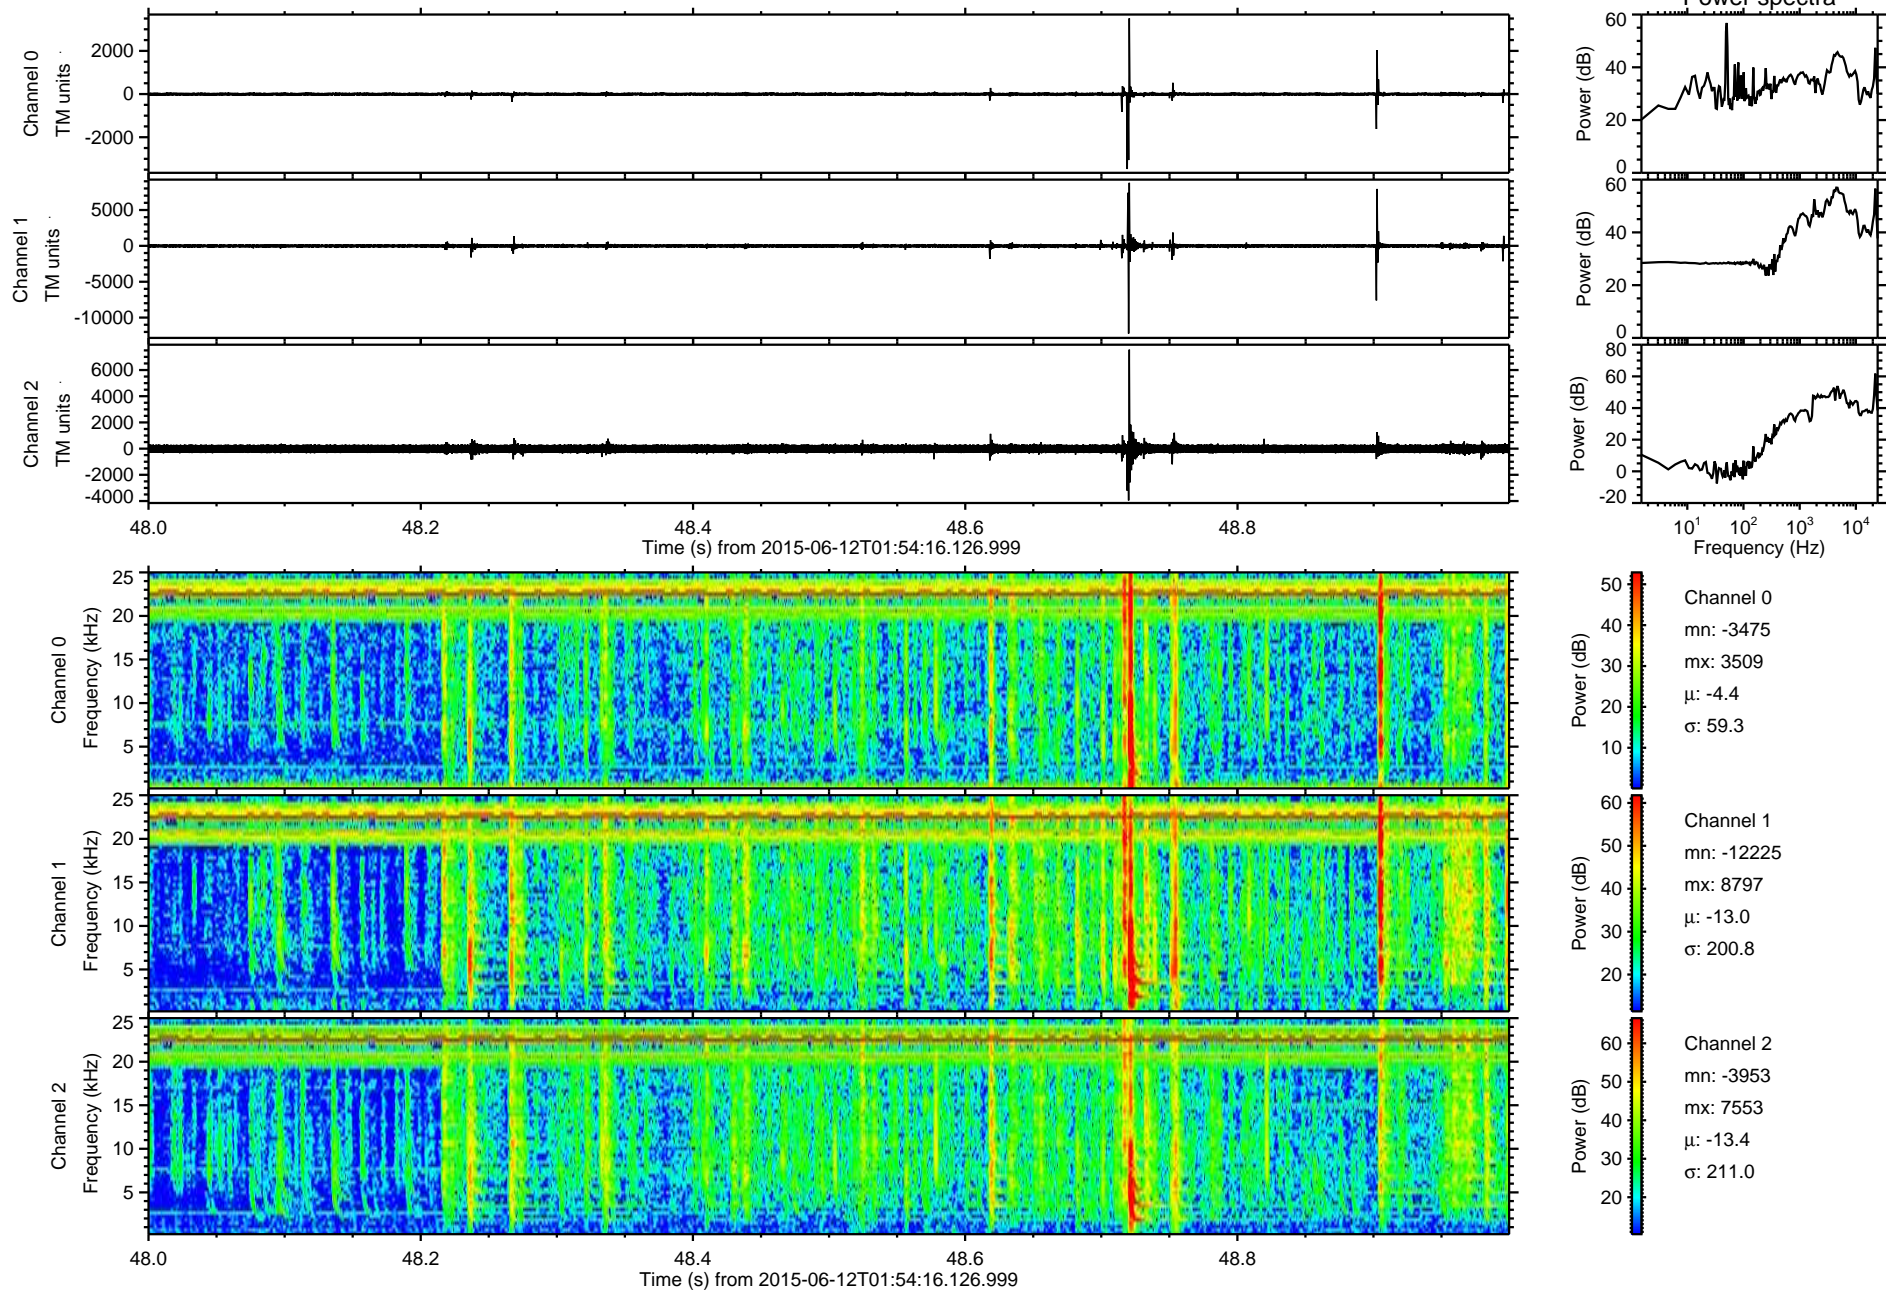 Power spectra
Channel 0
TM units
2000
0
-2000
Power (dB)
60
40
20
0
Channel 1
TM units
5000
0
-5000
-10000
Power (dB)
60
40
20
0
Channel 2
TM units
6000
4000
2000
0
-2000
-4000
Power (dB)
80
60
40
20
0
-20
48.0 48.2 48.4 48.6 48.8
Time (s) from 2015-06-12T01:54:16.126.999
10¹ 10² 10³ 10⁴
Frequency (Hz)
Channel 0
Frequency (kHz)
25
20
15
10
5
Power (dB)
50
40
30
20
10
Channel 0
mn: -3475
mx: 3509
μ: -4.4
σ: 59.3
Channel 1
Frequency (kHz)
25
20
15
10
5
Power (dB)
60
50
40
30
20
Channel 1
mn: -12225
mx: 8797
μ: -13.0
σ: 200.8
Channel 2
Frequency (kHz)
25
20
15
10
5
Power (dB)
60
50
40
30
20
Channel 2
mn: -3953
mx: 7553
μ: -13.4
σ: 211.0
48.0 48.2 48.4 48.6 48.8
Time (s) from 2015-06-12T01:54:16.126.999